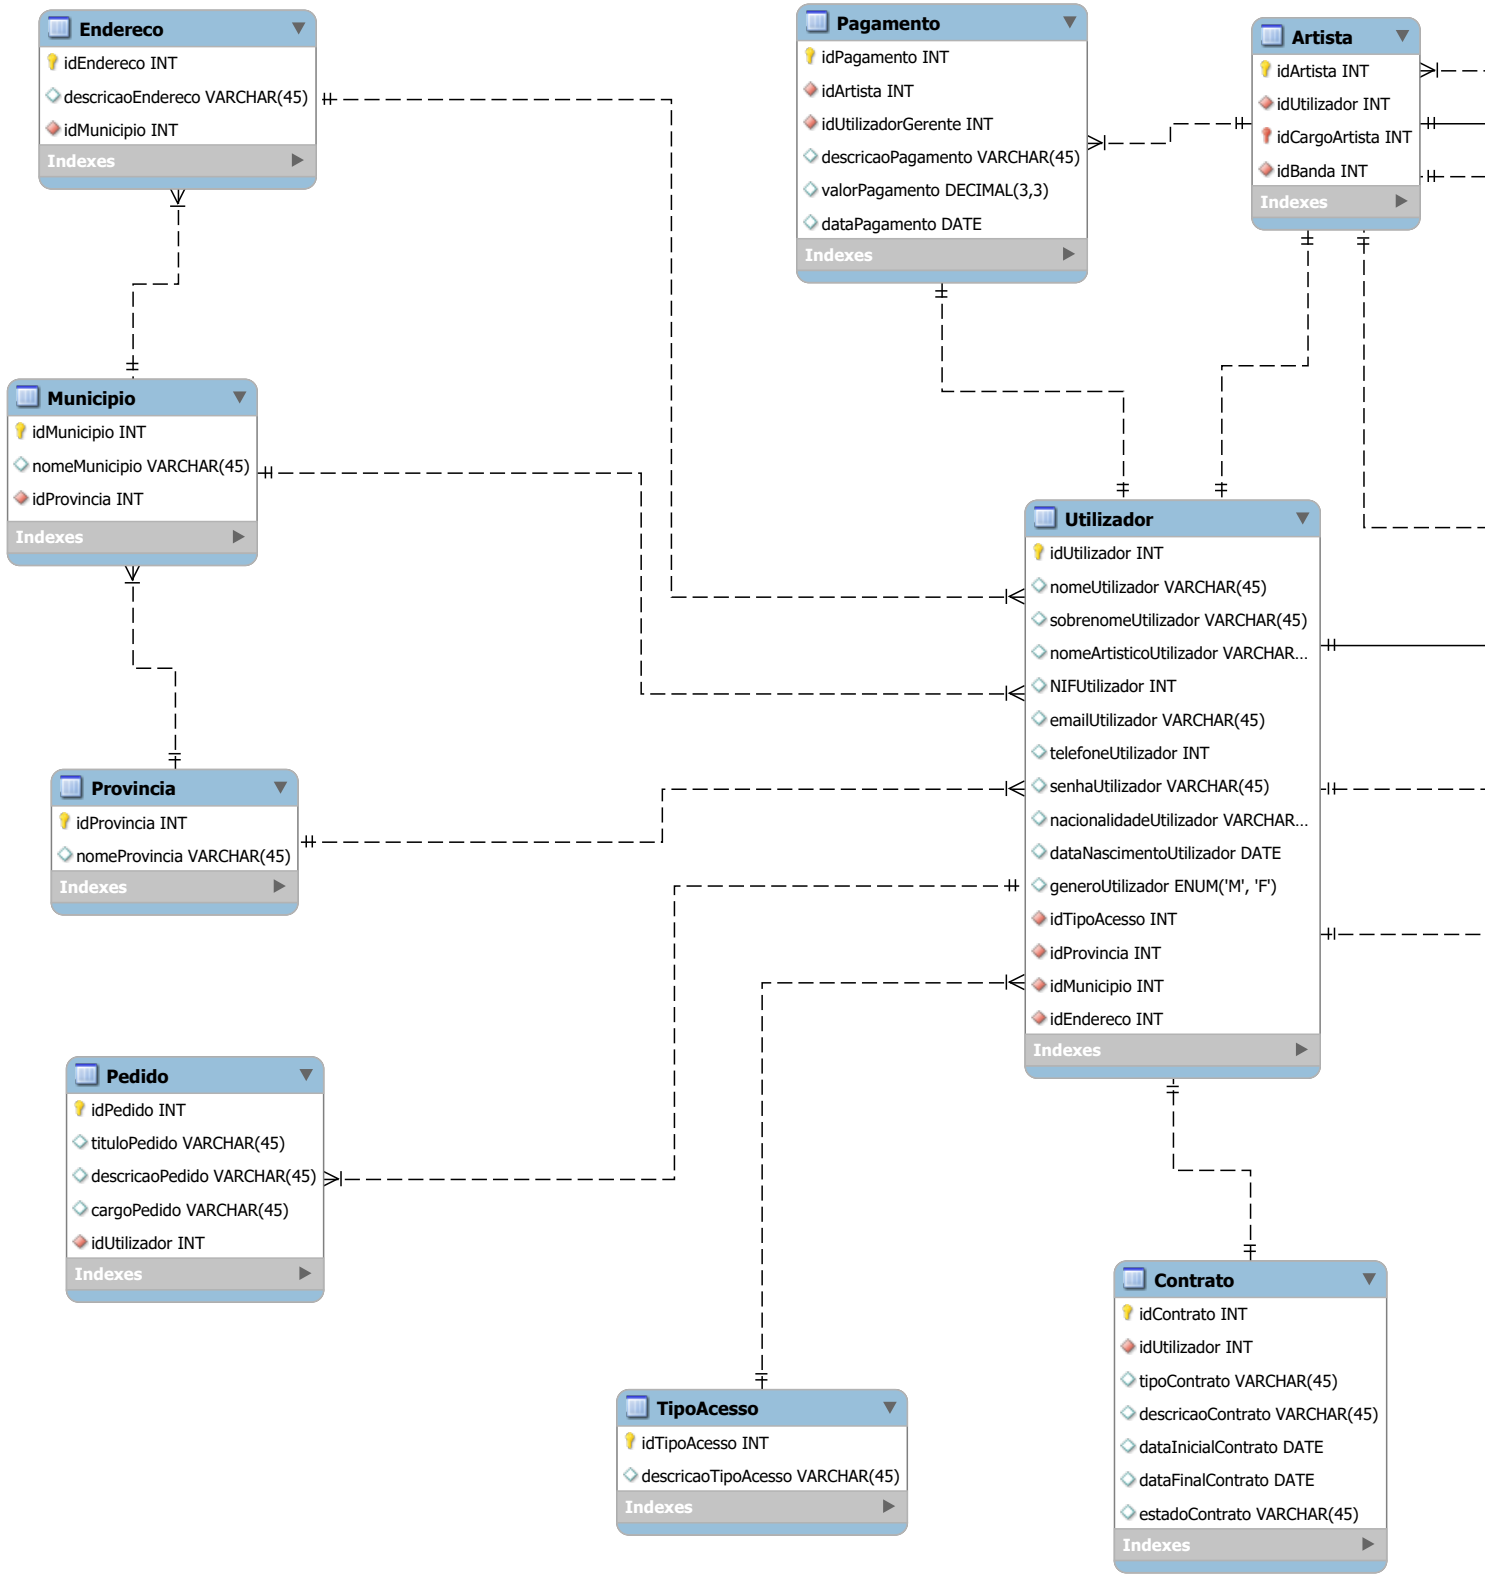 Endereco
idEndereco INT
descricaoEndereco VARCHAR(45)
idMunicipio INT
Indexes
Pagamento
idPagamento INT
idArtista INT
idUtilizadorGerente INT
descricaoPagamento VARCHAR(45)
valorPagamento DECIMAL(3,3)
dataPagamento DATE
Indexes
Artista
idArtista INT
idUtilizador INT
idCargoArtista INT
idBanda INT
Indexes
Municipio
idMunicipio INT
nomeMunicipio VARCHAR(45)
idProvincia INT
Indexes
Utilizador
idUtilizador INT
nomeUtilizador VARCHAR(45)
sobrenomeUtilizador VARCHAR(45)
nomeArtisticoUtilizador VARCHAR...
NIFUtilizador INT
emailUtilizador VARCHAR(45)
telefoneUtilizador INT
senhaUtilizador VARCHAR(45)
nacionalidadeUtilizador VARCHAR...
dataNascimentoUtilizador DATE
generoUtilizador ENUM('M', 'F')
idTipoAcesso INT
idProvincia INT
idMunicipio INT
idEndereco INT
Indexes
Provincia
idProvincia INT
nomeProvincia VARCHAR(45)
Indexes
Pedido
idPedido INT
tituloPedido VARCHAR(45)
descricaoPedido VARCHAR(45)
cargoPedido VARCHAR(45)
idUtilizador INT
Indexes
TipoAcesso
idTipoAcesso INT
descricaoTipoAcesso VARCHAR(45)
Indexes
Contrato
idContrato INT
idUtilizador INT
tipoContrato VARCHAR(45)
descricaoContrato VARCHAR(45)
dataInicialContrato DATE
dataFinalContrato DATE
estadoContrato VARCHAR(45)
Indexes